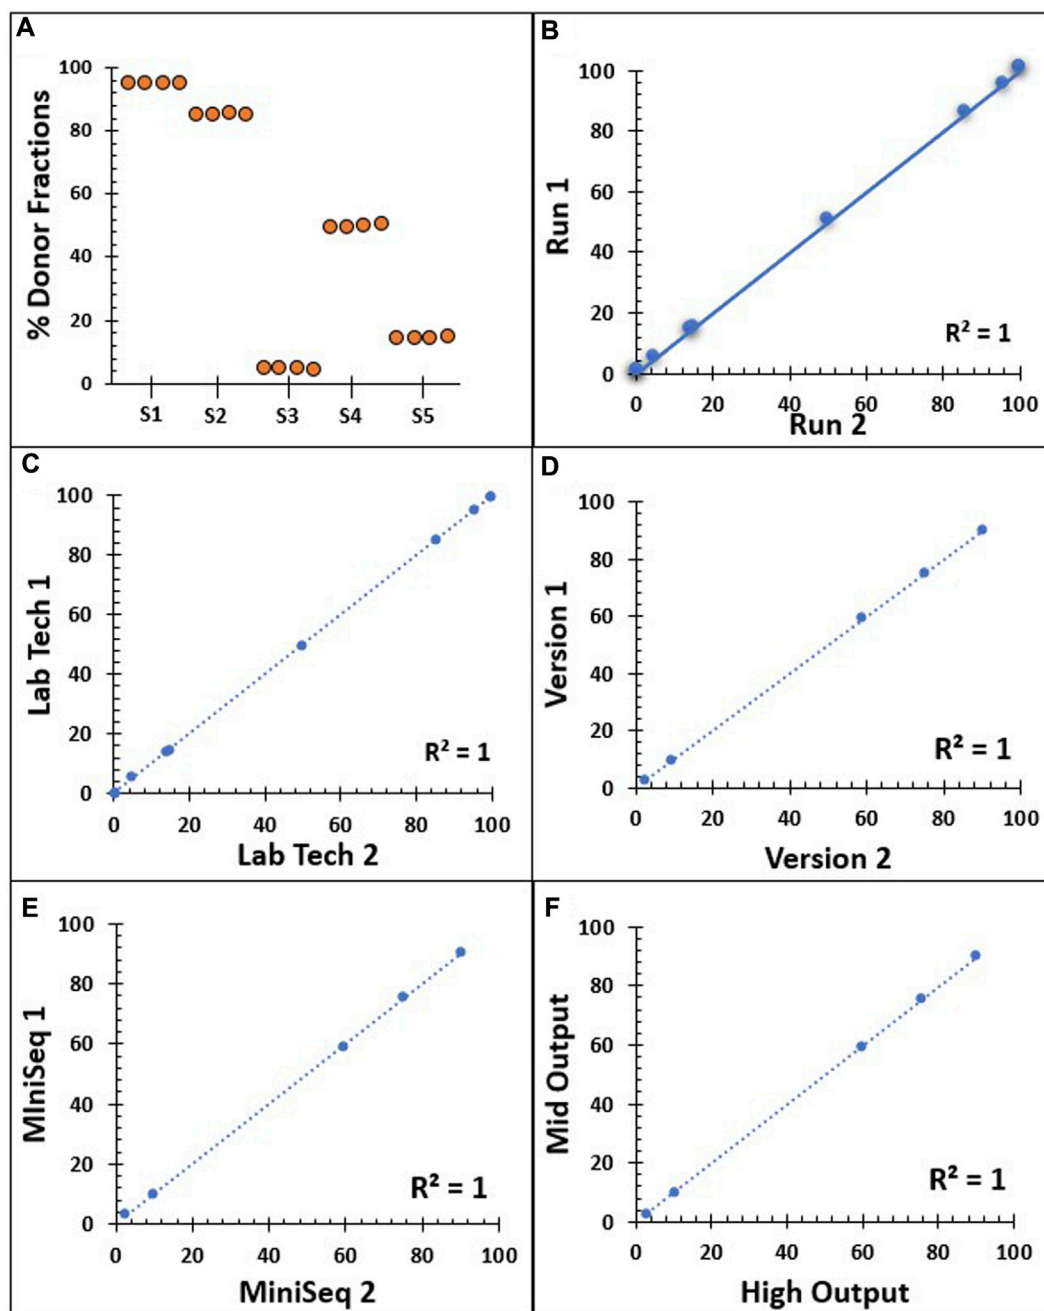 A
% Donor Fractions
100
80
60
40
20
0
S1 S2 S3 S4 S5
B
Run 1
100
80
60
40
20
0
R² = 1
0 20 40 60 80 100
Run 2
C
Lab Tech 1
100
80
60
40
20
0
R² = 1
0 20 40 60 80 100
Lab Tech 2
D
Version 1
100
80
60
40
20
0
R² = 1
0 20 40 60 80 100
Version 2
E
MIniSeq 1
100
80
60
40
20
0
R² = 1
0 20 40 60 80 100
MiniSeq 2
F
Mid Output
100
80
60
40
20
0
R² = 1
0 20 40 60 80 100
High Output